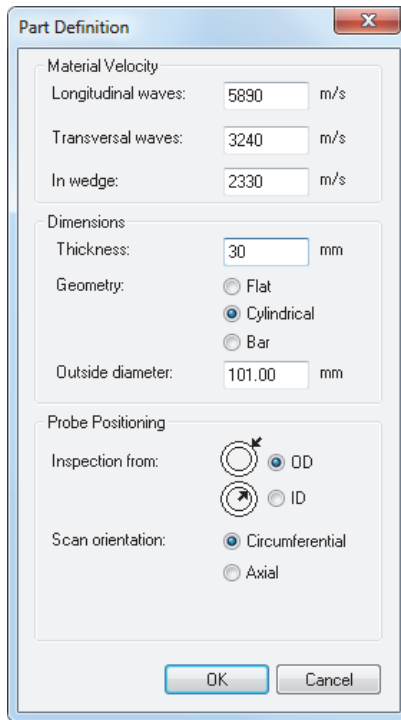 Part Definition
Material Velocity
Longitudinal waves: 5890 m/s
Transversal waves: 3240 m/s
In wedge: 2330 m/s
Dimensions
Thickness: 30 mm
Geometry: Flat
Cylindrical
Bar
Outside diameter: 101.00 mm
Probe Positioning
Inspection from: OD
ID
Scan orientation: Circumferential
Axial
OK Cancel